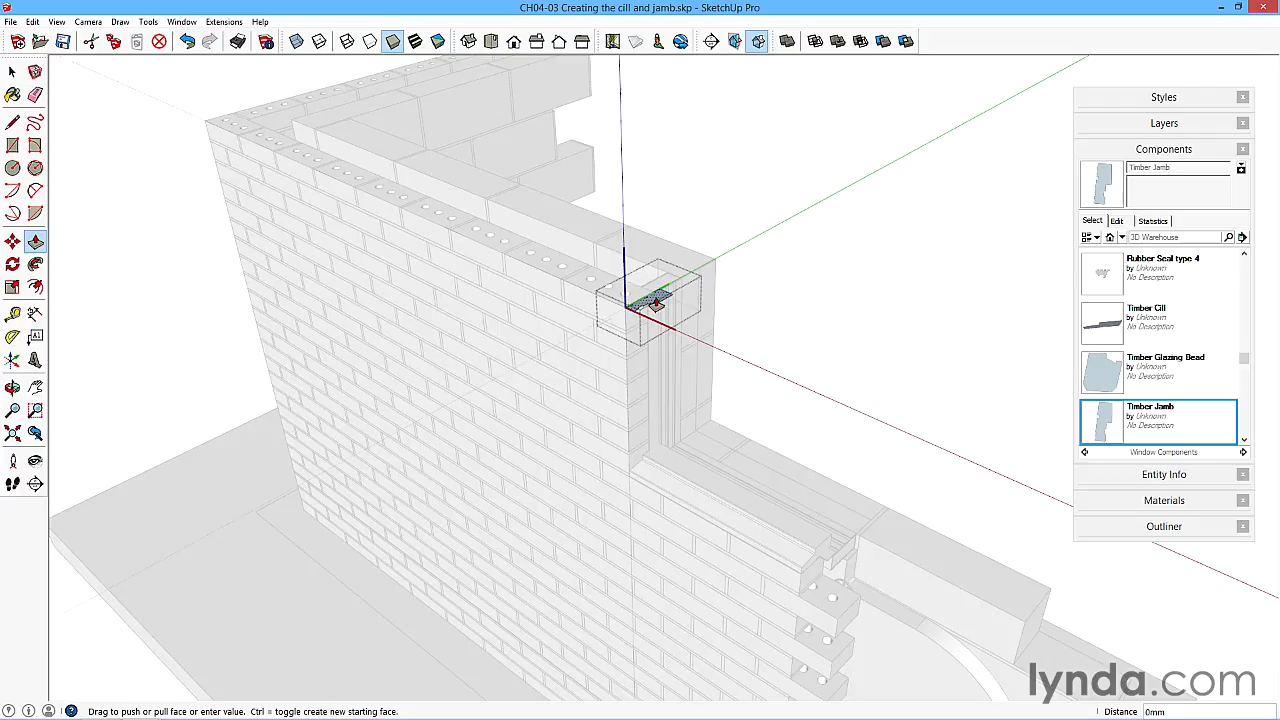 CH04-03 Creating the cill and jamb.skp - SketchUp Pro
File Edit View Camera Draw Tools Window Extensions Help
Styles
Layers
Components
Timber Jamb
Select Edit Statistics
3D Warehouse
Rubber Seal type 4
by Unknown
No Description
Timber Cill
by Unknown
No Description
Timber Glazing Bead
by Unknown
No Description
Timber Jamb
by Unknown
No Description
Window Components
Entity Info
Materials
Outliner
A1
lynda.com
Drag to push or pull face or enter value. Ctrl = toggle create new starting face.
Distance 0mm